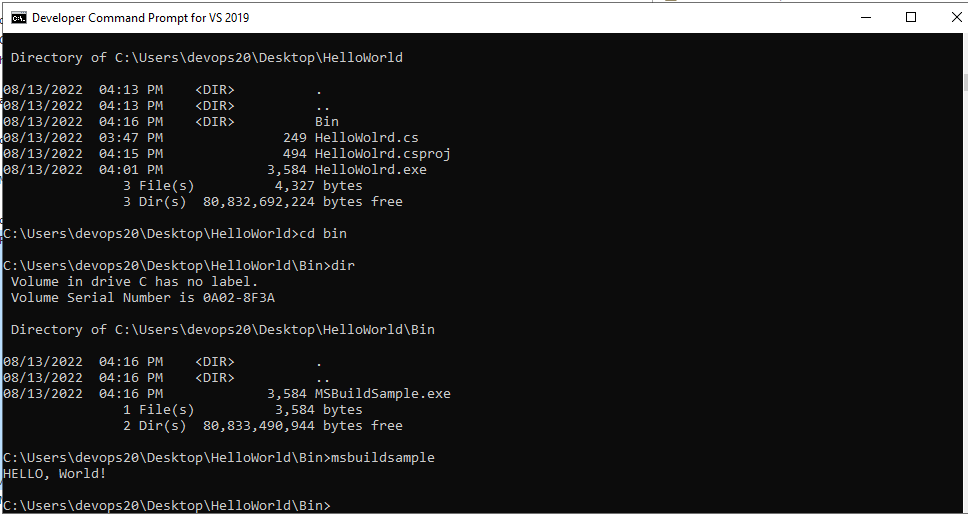 Developer Command Prompt for VS 2019
Directory of C:\Users\devops20\Desktop\HelloWorld
08/13/2022  04:13 PM    <DIR>          .
08/13/2022  04:13 PM    <DIR>          ..
08/13/2022  04:16 PM    <DIR>          Bin
08/13/2022  03:47 PM               249 HelloWolrd.cs
08/13/2022  04:15 PM               494 HelloWolrd.csproj
08/13/2022  04:01 PM             3,584 HelloWolrd.exe
3 File(s)          4,327 bytes
3 Dir(s)  80,832,692,224 bytes free
C:\Users\devops20\Desktop\HelloWorld>cd bin
C:\Users\devops20\Desktop\HelloWorld\Bin>dir
Volume in drive C has no label.
Volume Serial Number is 0A02-8F3A
Directory of C:\Users\devops20\Desktop\HelloWorld\Bin
08/13/2022  04:16 PM    <DIR>          .
08/13/2022  04:16 PM    <DIR>          ..
08/13/2022  04:16 PM             3,584 MSBuildSample.exe
1 File(s)          3,584 bytes
2 Dir(s)  80,833,490,944 bytes free
C:\Users\devops20\Desktop\HelloWorld\Bin>msbuildsample
HELLO, World!
C:\Users\devops20\Desktop\HelloWorld\Bin>